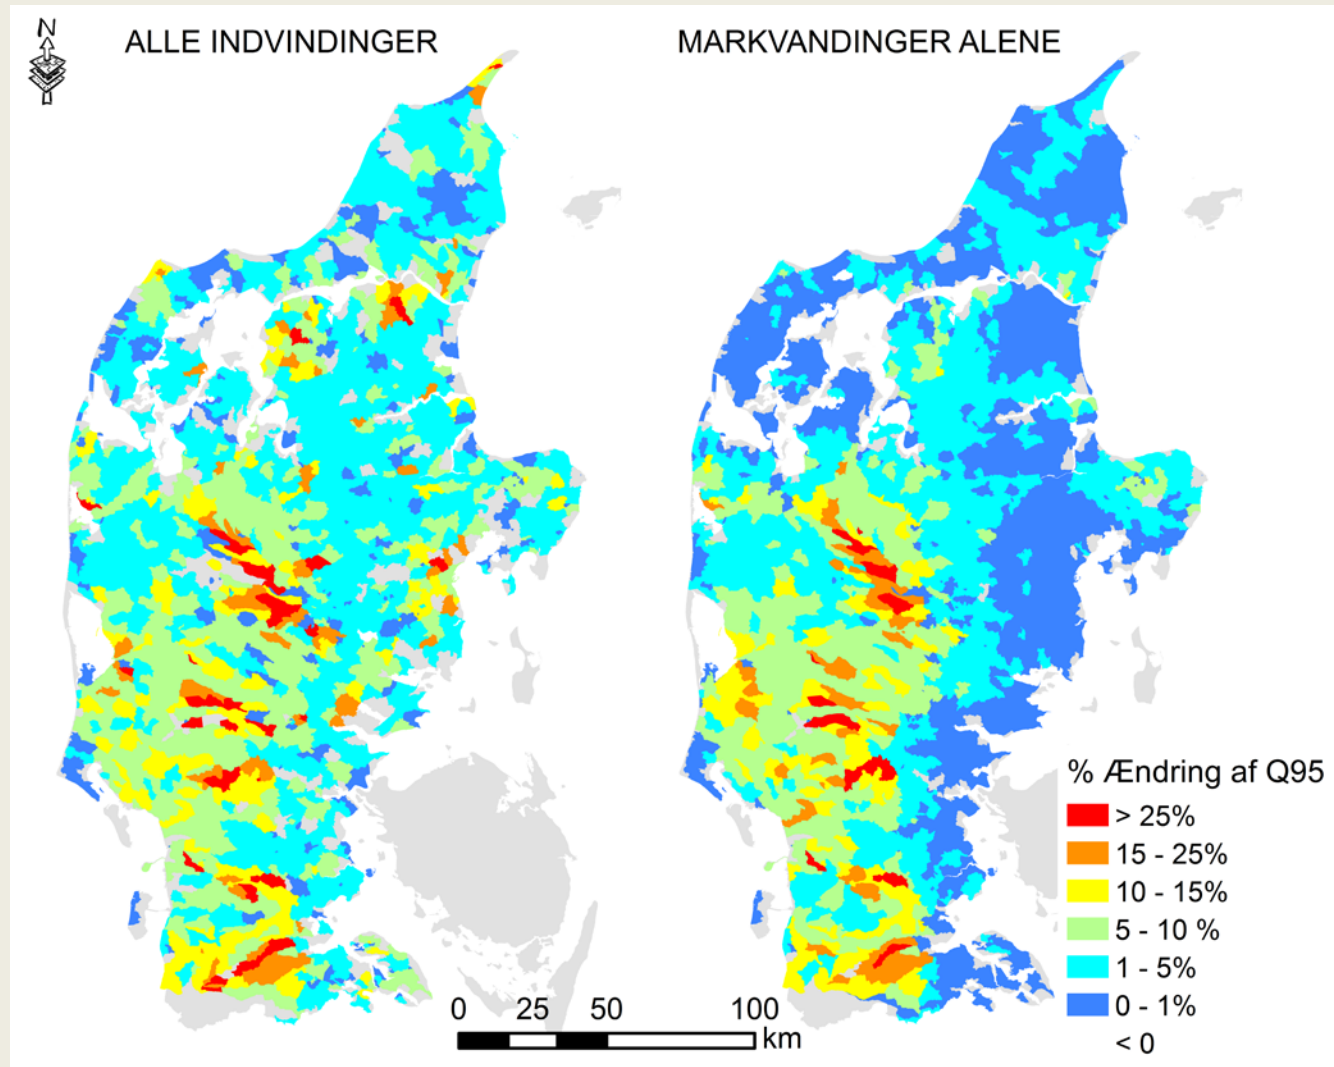 N
ALLE INDVINDINGER
MARKVANDINGER ALENE
% Ændring af Q95
> 25%
15 - 25%
10 - 15%
5 - 10 %
1 - 5%
0 - 1%
< 0
0 25 50 100
km